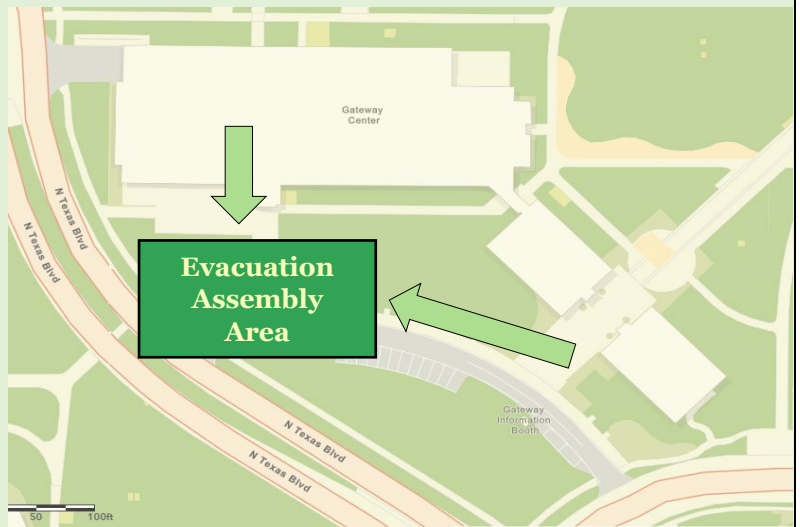 Gateway
Center
N Texas Blvd
N Texas Blvd
Evacuation
Assembly
Area
Gateway
Information
Booth
N Texas Blvd
N Texas Blvd
50 100ft